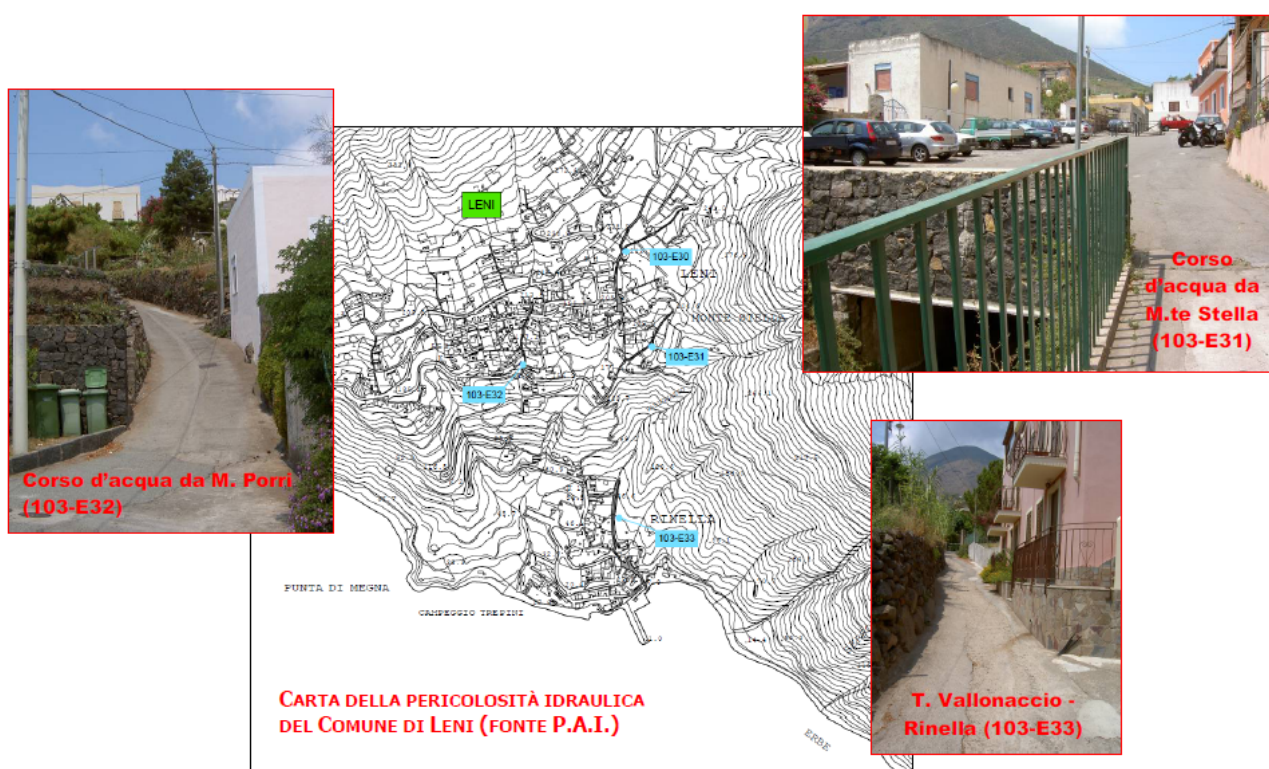 Corso d'acqua da M. Porri
(103-E32)
Corso
d'acqua da
M.te Stella
(103-E31)
LENI
103-E30
LENI
MONTE STELLA
103-E31
103-E32
RINELLA
103-E33
PUNTA DI MEGNA
CAMPEGGIO TREPINI
ERBE
T. Vallonaccio -
Rinella (103-E33)
CARTA DELLA PERICOLOSITÀ IDRAULICA
DEL COMUNE DI LENI (FONTE P.A.I.)